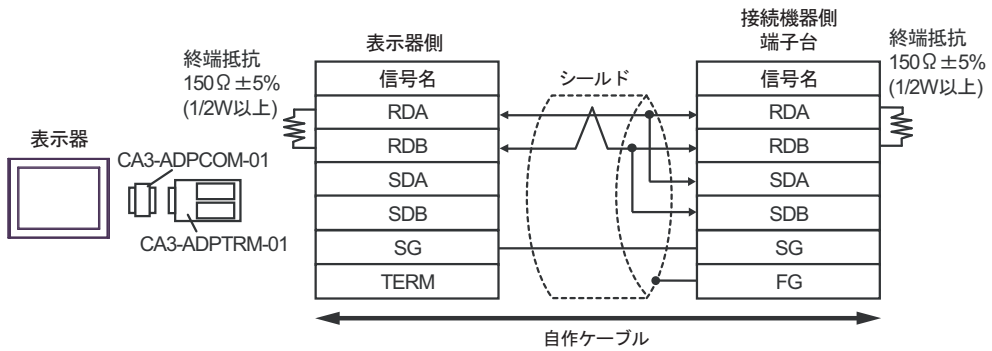 表示器
CA3-ADPCOM-01
CA3-ADPTRM-01
終端抵抗
150Ω±5%
(1/2W以上)
表示器側
信号名
RDA
RDB
SDA
SDB
SG
TERM
シールド
接続機器側
端子台
信号名
RDA
RDB
SDA
SDB
SG
FG
終端抵抗
150Ω±5%
(1/2W以上)
自作ケーブル